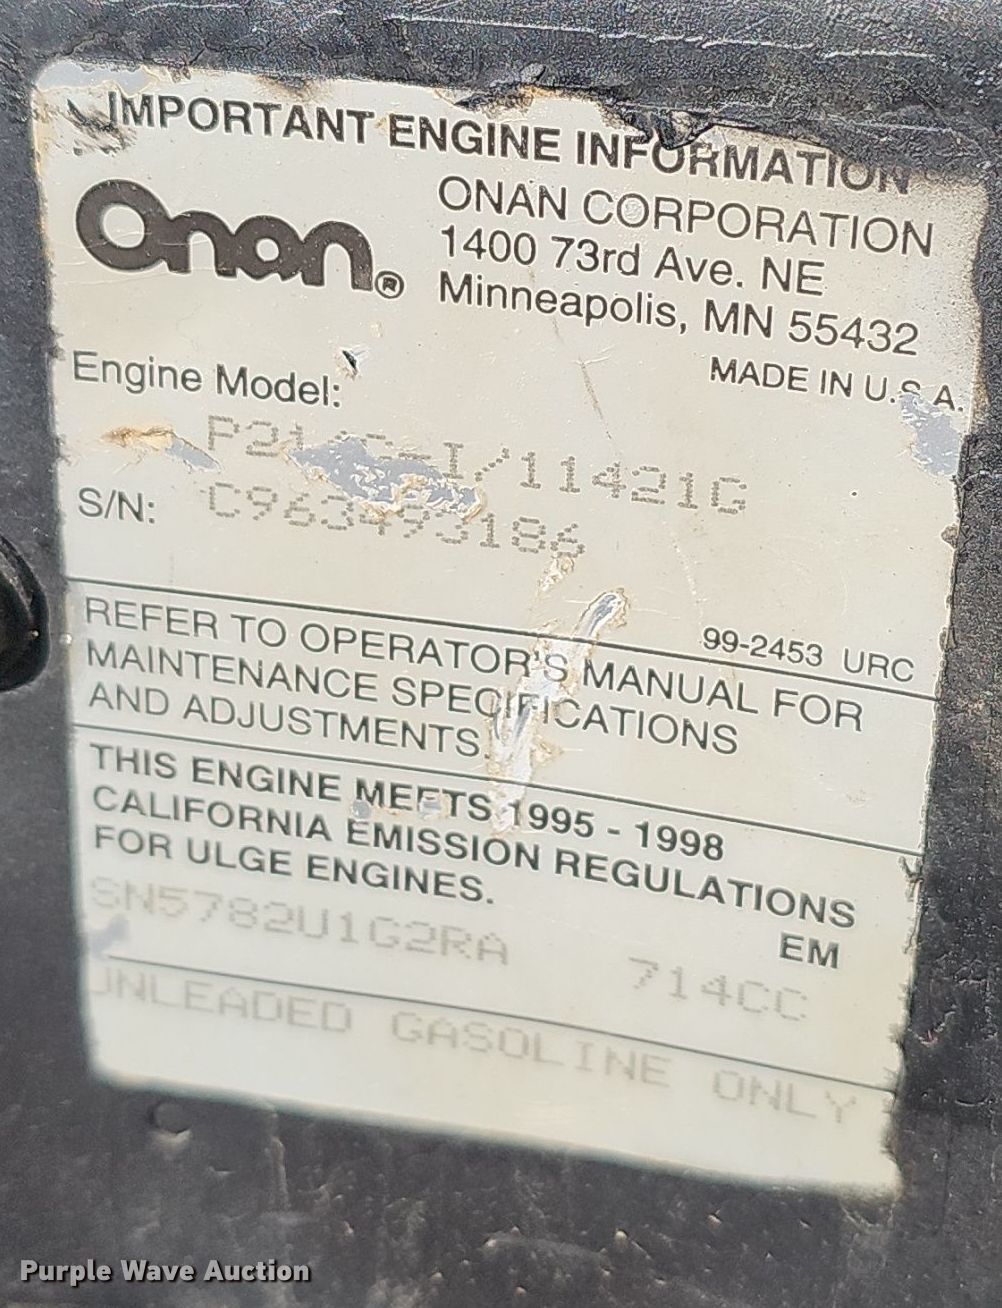 IMPORTANT ENGINE INFORMATION
Onan®
ONAN CORPORATION
1400 73rd Ave. NE
Minneapolis, MN 55432
MADE IN U.S.A.
Engine Model:
S/N: C963493186
99-2453 URC
REFER TO OPERATOR'S MANUAL FOR
MAINTENANCE SPECIFICATIONS
AND ADJUSTMENTS
THIS ENGINE MEETS 1995 - 1998
CALIFORNIA EMISSION REGULATIONS
FOR ULGE ENGINES.
EM
SN5782U1G2RA 714CC
UNLEADED GASOLINE ONLY
Purple Wave Auction